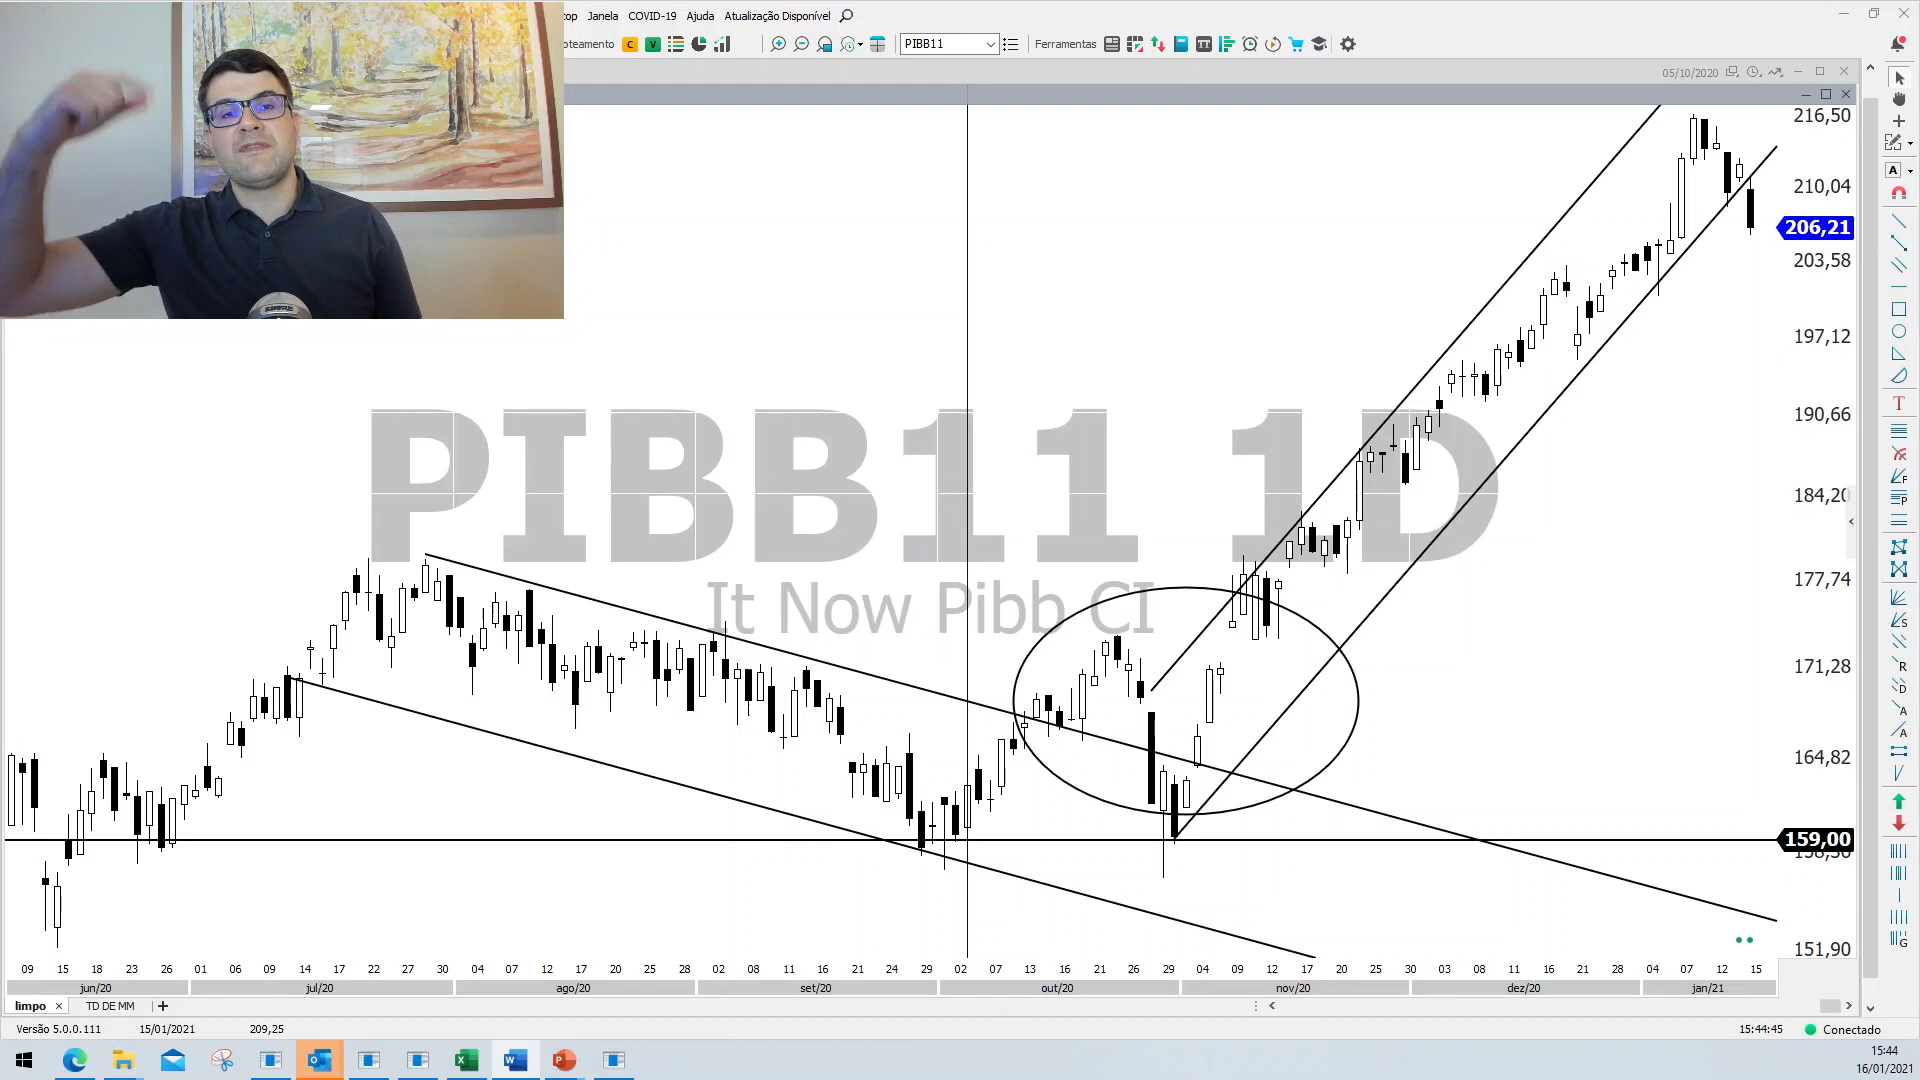 top Janela COVID-19 Ajuda Atualização Disponível
oteamento C V PIBB11 Ferramentas TT
05/10/2020
216,50
210,04
206,21
203,58
197,12
190,66
184,20
177,74
171,28
164,82
159,00
151,90
PIBB11 1D
It Now Pibb CI
SHURE
09 15 18 23 26 01 06 09 14 17 22 27 30 04 07 12 17 20 25 28 02 08 11 16 21 24 29 02 07 13 16 21 26 29 04 09 12 17 20 25 30 03 08 11 16 21 28 04 07 12 15
jun/20 jul/20 ago/20 set/20 out/20 nov/20 dez/20 jan/21
limpo TD DE MM
Versão 5.0.0.111 15/01/2021 209,25 15:44:45 Conectado
15:44
16/01/2021